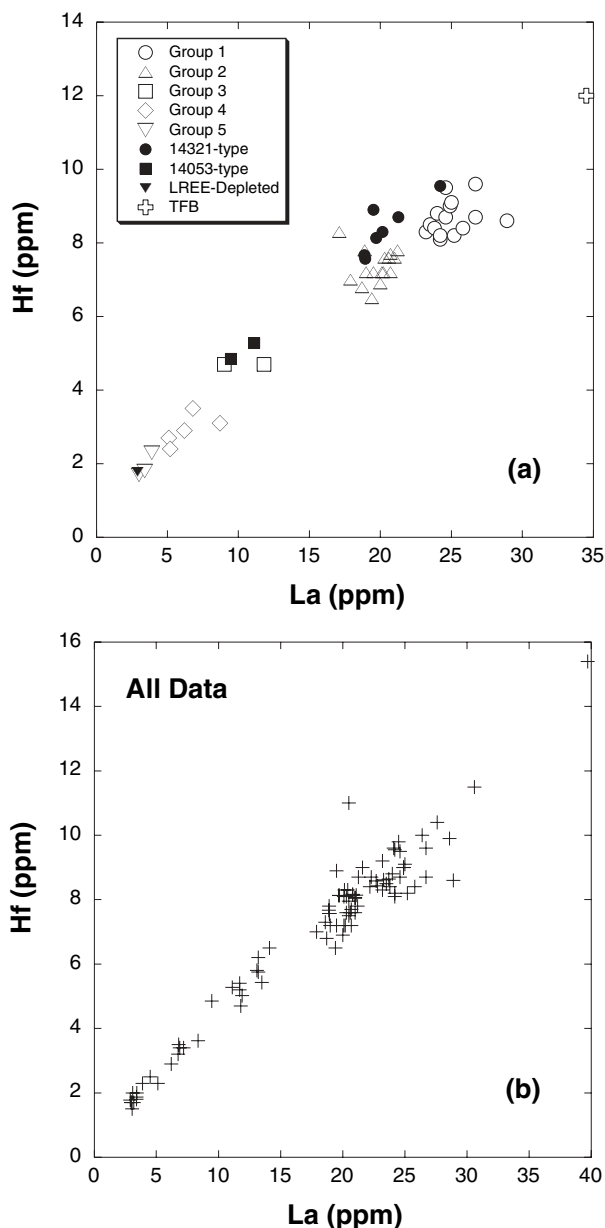 14
12
10
8
6
4
2
0
Hf (ppm)
Group 1
Group 2
Group 3
Group 4
Group 5
14321-type
14053-type
LREE-Depleted
TFB
(a)
0 5 10 15 20 25 30 35
La (ppm)
16
14
12
10
8
6
4
2
0
Hf (ppm)
All Data
(b)
0 5 10 15 20 25 30 35 40
La (ppm)